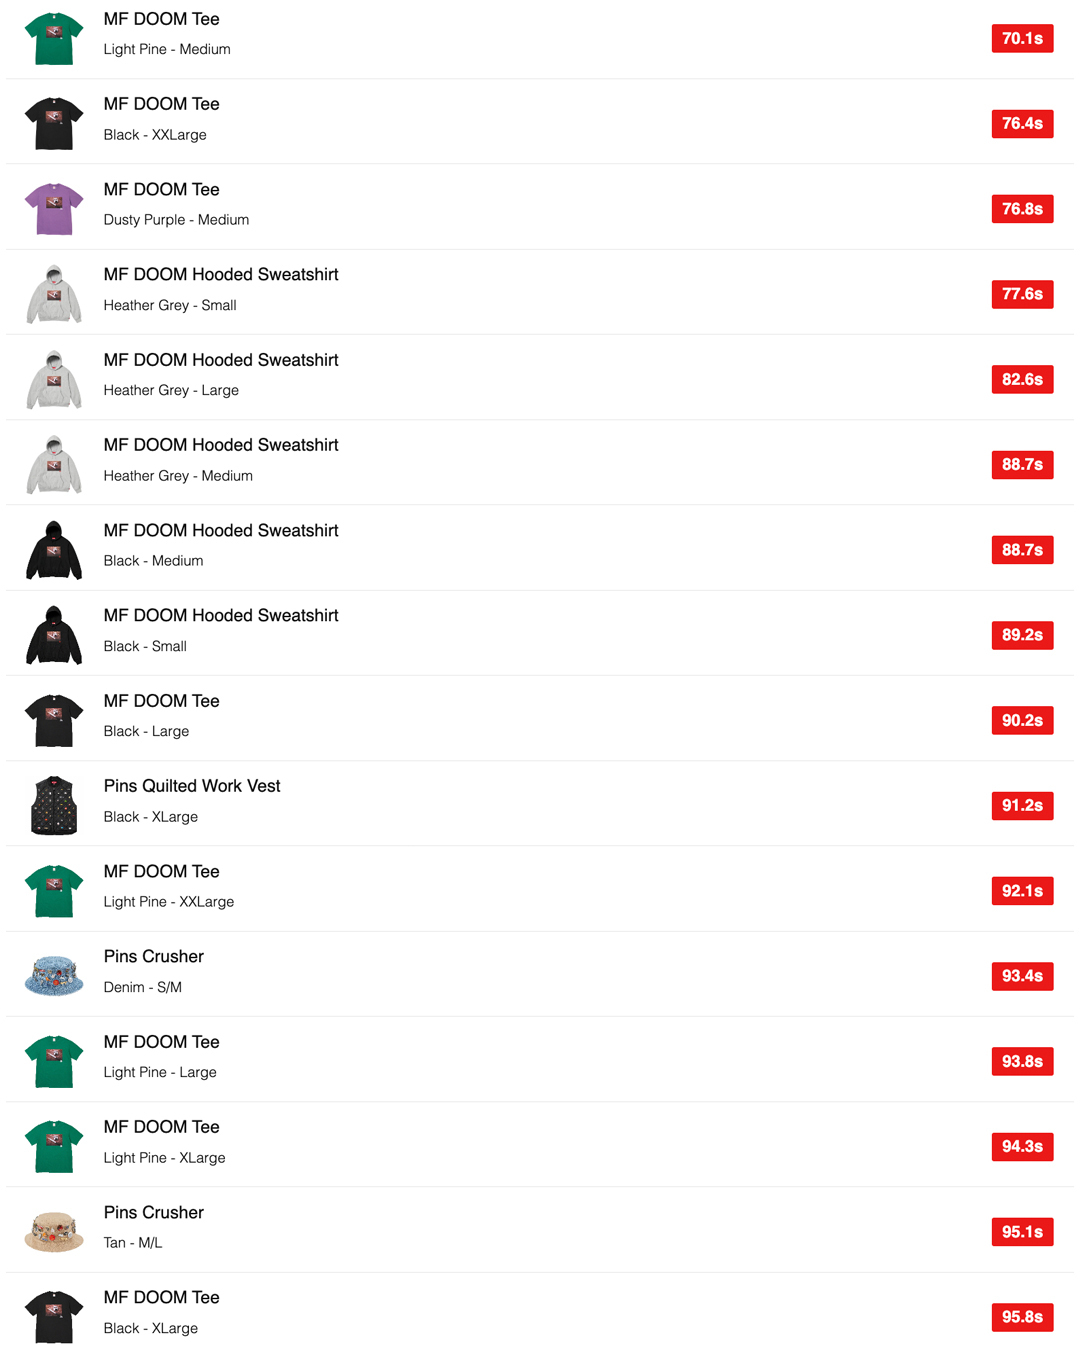 MF DOOM Tee
Light Pine - Medium
70.1s
MF DOOM Tee
Black - XXLarge
76.4s
MF DOOM Tee
Dusty Purple - Medium
76.8s
MF DOOM Hooded Sweatshirt
Heather Grey - Small
77.6s
MF DOOM Hooded Sweatshirt
Heather Grey - Large
82.6s
MF DOOM Hooded Sweatshirt
Heather Grey - Medium
88.7s
MF DOOM Hooded Sweatshirt
Black - Medium
88.7s
MF DOOM Hooded Sweatshirt
Black - Small
89.2s
MF DOOM Tee
Black - Large
90.2s
Pins Quilted Work Vest
Black - XLarge
91.2s
MF DOOM Tee
Light Pine - XXLarge
92.1s
Pins Crusher
Denim - S/M
93.4s
MF DOOM Tee
Light Pine - Large
93.8s
MF DOOM Tee
Light Pine - XLarge
94.3s
Pins Crusher
Tan - M/L
95.1s
MF DOOM Tee
Black - XLarge
95.8s